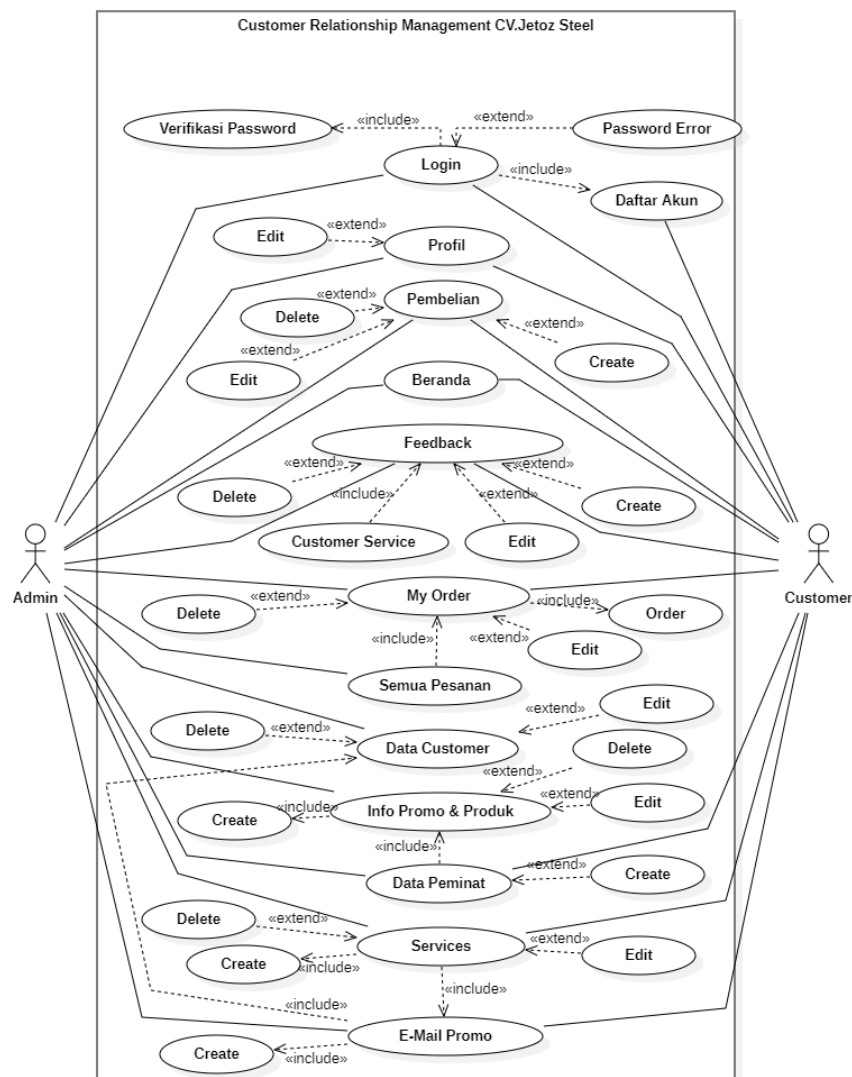 Customer Relationship Management CV.Jetoz Steel
Verifikasi Password
«include»
«extend»
Password Error
Login
«include»
Daftar Akun
Edit
«extend»
Profil
Delete
«extend»
Pembelian
Edit
«extend»
«extend»
Create
Beranda
Feedback
Delete
«extend»
«include»
«extend»
«extend»
Create
Customer Service
Edit
Admin
Customer
Delete
«extend»
My Order
«include»
Order
«include»
«extend»
Edit
Semua Pesanan
Delete
«extend»
Data Customer
«extend»
Edit
«extend»
Delete
Create
«include»
Info Promo & Produk
«extend»
Edit
«include»
Data Peminat
«extend»
Create
Delete
«extend»
Services
«extend»
Edit
Create
«include»
«include»
«include»
E-Mail Promo
Create
«include»